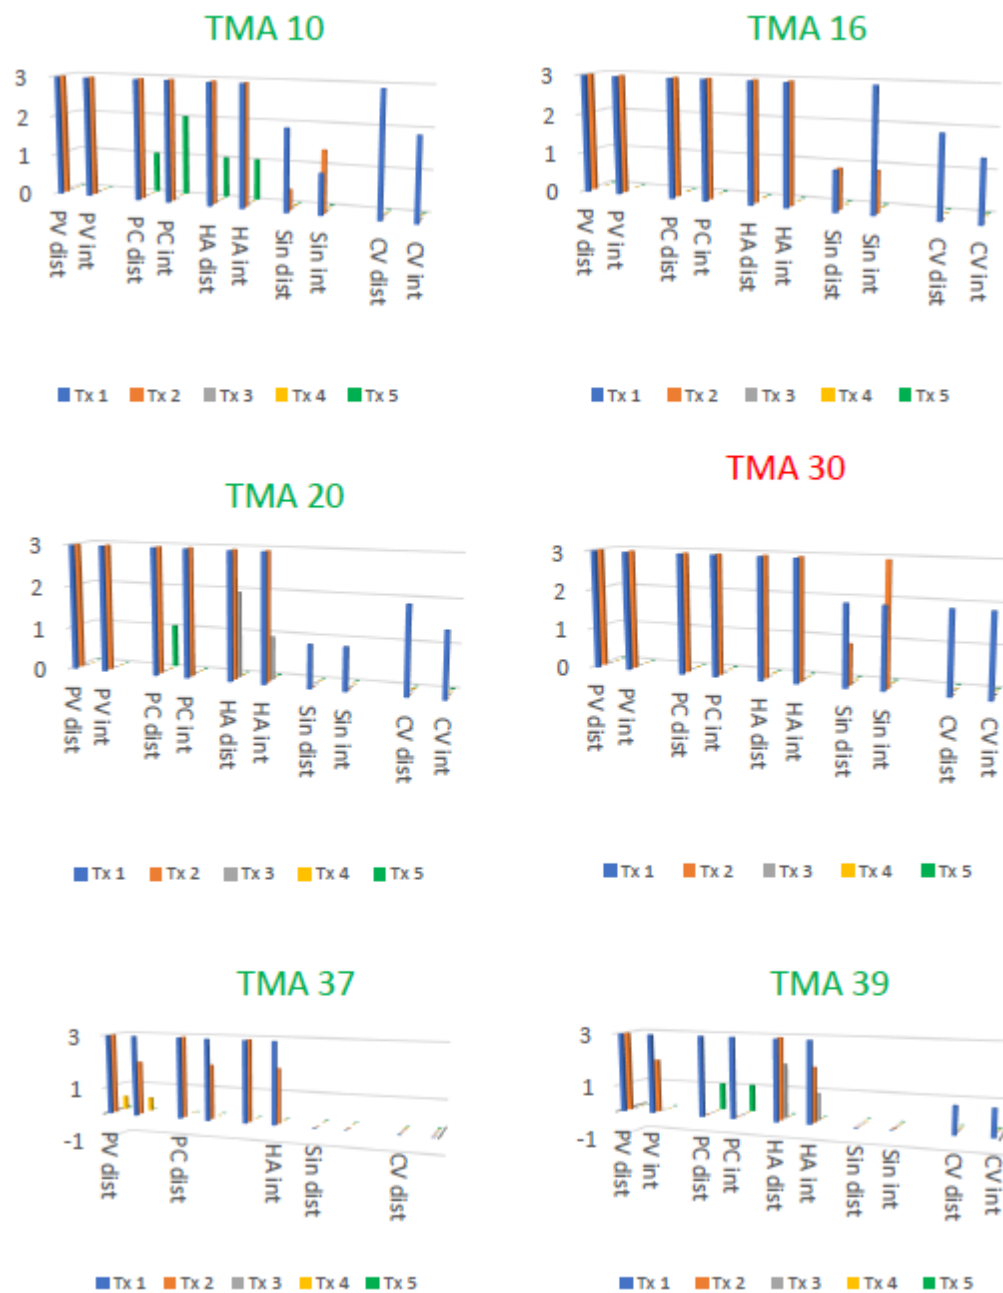 TMA 10
3
2
1
0
PV dist
PV int
PC dist
PC int
HA dist
HA int
Sin dist
Sin int
CV dist
CV int
Tx 1 Tx 2 Tx 3 Tx 4 Tx 5
TMA 16
3
2
1
0
PV dist
PV int
PC dist
PC int
HA dist
HA int
Sin dist
Sin int
CV dist
CV int
Tx 1 Tx 2 Tx 3 Tx 4 Tx 5
TMA 20
3
2
1
0
PV dist
PV int
PC dist
PC int
HA dist
HA int
Sin dist
Sin int
CV dist
CV int
Tx 1 Tx 2 Tx 3 Tx 4 Tx 5
TMA 30
3
2
1
0
PV dist
PV int
PC dist
PC int
HA dist
HA int
Sin dist
Sin int
CV dist
CV int
Tx 1 Tx 2 Tx 3 Tx 4 Tx 5
TMA 37
3
1
-1
PV dist
PC dist
HA int
Sin dist
CV dist
Tx 1 Tx 2 Tx 3 Tx 4 Tx 5
TMA 39
3
1
-1
PV dist
PV int
PC dist
PC int
HA dist
HA int
Sin dist
Sin int
CV dist
CV int
Tx 1 Tx 2 Tx 3 Tx 4 Tx 5